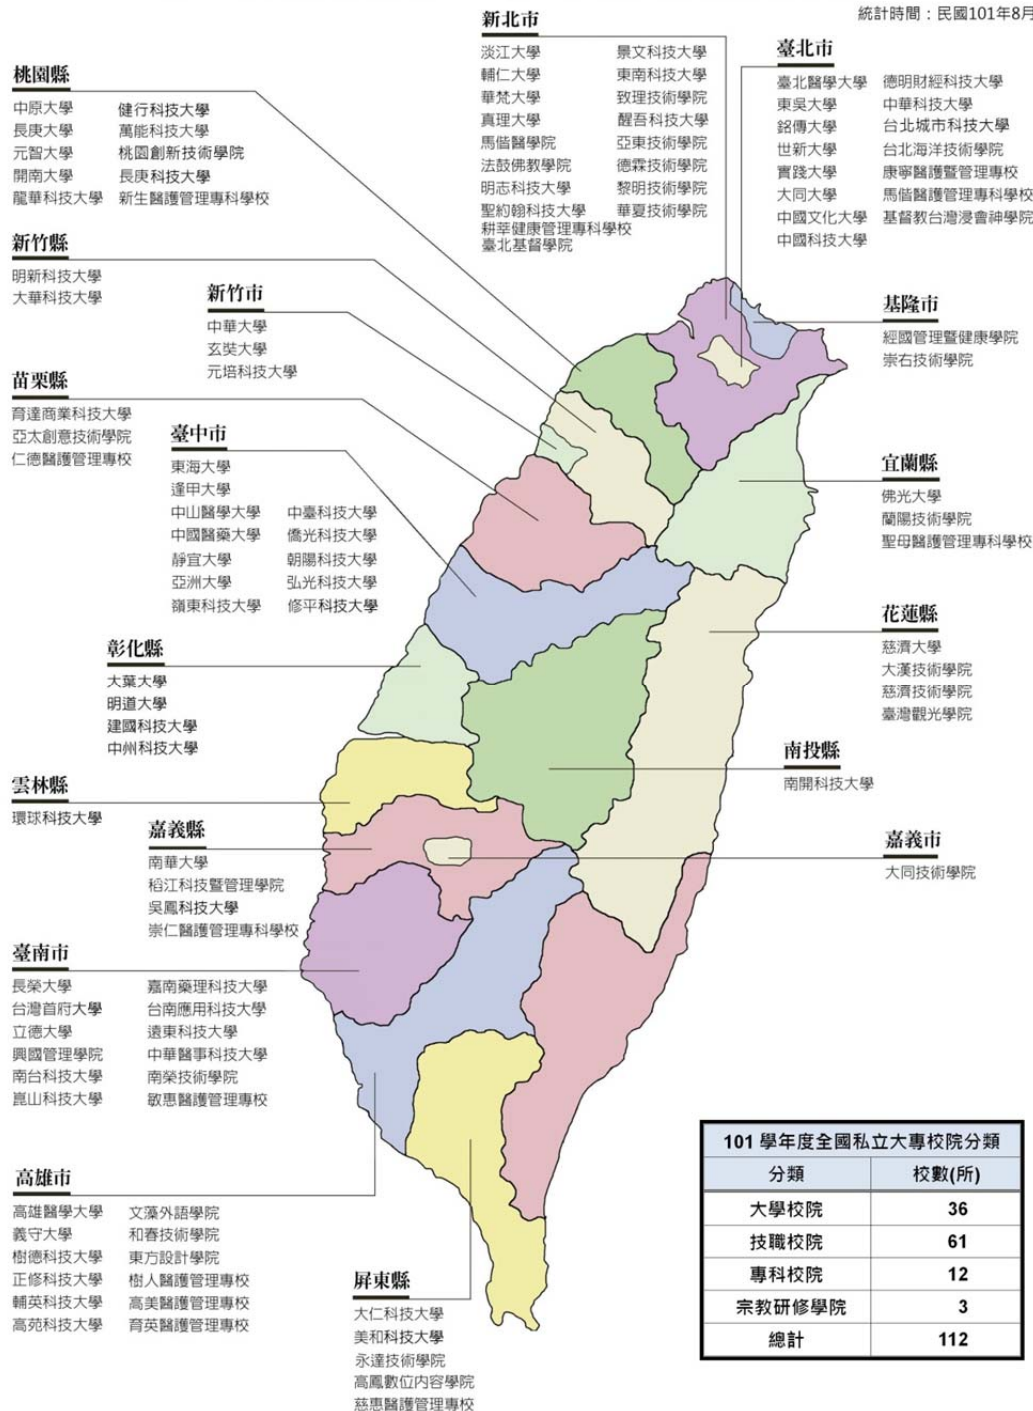 統計時間：民國101年8月
新北市
淡江大學 景文科技大學
輔仁大學 東南科技大學
華梵大學 致理技術學院
真理大學 醒吾科技大學
馬偕醫學院 亞東技術學院
法鼓佛教學院 德霖技術學院
明志科技大學 黎明技術學院
聖約翰科技大學 華夏技術學院
耕莘健康管理專科學校
臺北基督學院
臺北市
臺北醫學大學 德明財經科技大學
東吳大學 中華科技大學
銘傳大學 台北城市科技大學
世新大學 台北海洋技術學院
實踐大學 康寧醫護暨管理專校
大同大學 馬偕醫護管理專科學校
中國文化大學 基督教台灣浸會神學院
中國科技大學
桃園縣
中原大學 健行科技大學
長庚大學 萬能科技大學
元智大學 桃園創新技術學院
開南大學 長庚科技大學
龍華科技大學 新生醫護管理專科學校
新竹縣
明新科技大學
大華科技大學
新竹市
中華大學
玄奘大學
元培科技大學
基隆市
經國管理暨健康學院
崇右技術學院
苗栗縣
育達商業科技大學
亞太創意技術學院
仁德醫護管理專校
臺中市
東海大學
逢甲大學
中山醫學大學 中臺科技大學
中國醫藥大學 僑光科技大學
靜宜大學 朝陽科技大學
亞洲大學 弘光科技大學
嶺東科技大學 修平科技大學
宜蘭縣
佛光大學
蘭陽技術學院
聖母醫護管理專科學校
花蓮縣
慈濟大學
大漢技術學院
慈濟技術學院
臺灣觀光學院
彰化縣
大葉大學
明道大學
建國科技大學
中州科技大學
南投縣
南開科技大學
雲林縣
環球科技大學
嘉義縣
南華大學
稻江科技暨管理學院
吳鳳科技大學
崇仁醫護管理專科學校
嘉義市
大同技術學院
臺南市
長榮大學 嘉南藥理科技大學
台灣首府大學 台南應用科技大學
立德大學 遠東科技大學
興國管理學院 中華醫事科技大學
南台科技大學 南榮技術學院
崑山科技大學 敏惠醫護管理專校
高雄市
高雄醫學大學 文藻外語學院
義守大學 和春技術學院
樹德科技大學 東方設計學院
正修科技大學 樹人醫護管理專校
輔英科技大學 高美醫護管理專校
高苑科技大學 育英醫護管理專校
屏東縣
大仁科技大學
美和科技大學
永達技術學院
高鳳數位內容學院
慈惠醫護管理專校
101 學年度全國私立大專校院分類
分類 校數(所)
大學校院 36
技職校院 61
專科校院 12
宗教研修學院 3
總計 112